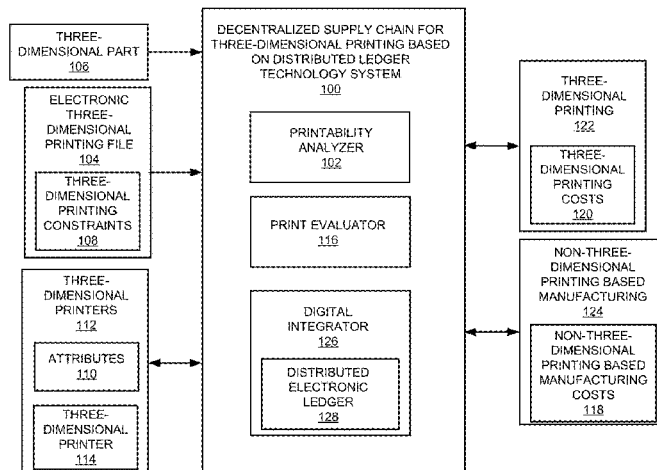 THREE-
DIMENSIONAL PART
106
ELECTRONIC
THREE-
DIMENSIONAL
PRINTING FILE
104
THREE-
DIMENSIONAL
PRINTING
CONSTRAINTS
108
THREE-
DIMENSIONAL
PRINTERS
112
ATTRIBUTES
110
THREE-
DIMENSIONAL
PRINTER
114
DECENTRALIZED SUPPLY CHAIN FOR
THREE-DIMENSIONAL PRINTING BASED
ON DISTRIBUTED LEDGER
TECHNOLOGY SYSTEM
100
PRINTABILITY
ANALYZER
102
PRINT EVALUATOR
116
DIGITAL
INTEGRATOR
126
DISTRIBUTED
ELECTRONIC
LEDGER
128
THREE-
DIMENSIONAL
PRINTING
122
THREE-
DIMENSIONAL
PRINTING
COSTS
120
NON-THREE-
DIMENSIONAL
PRINTING BASED
MANUFACTURING
124
NON-THREE-
DIMENSIONAL
PRINTING BASED
MANUFACTURING
COSTS
118